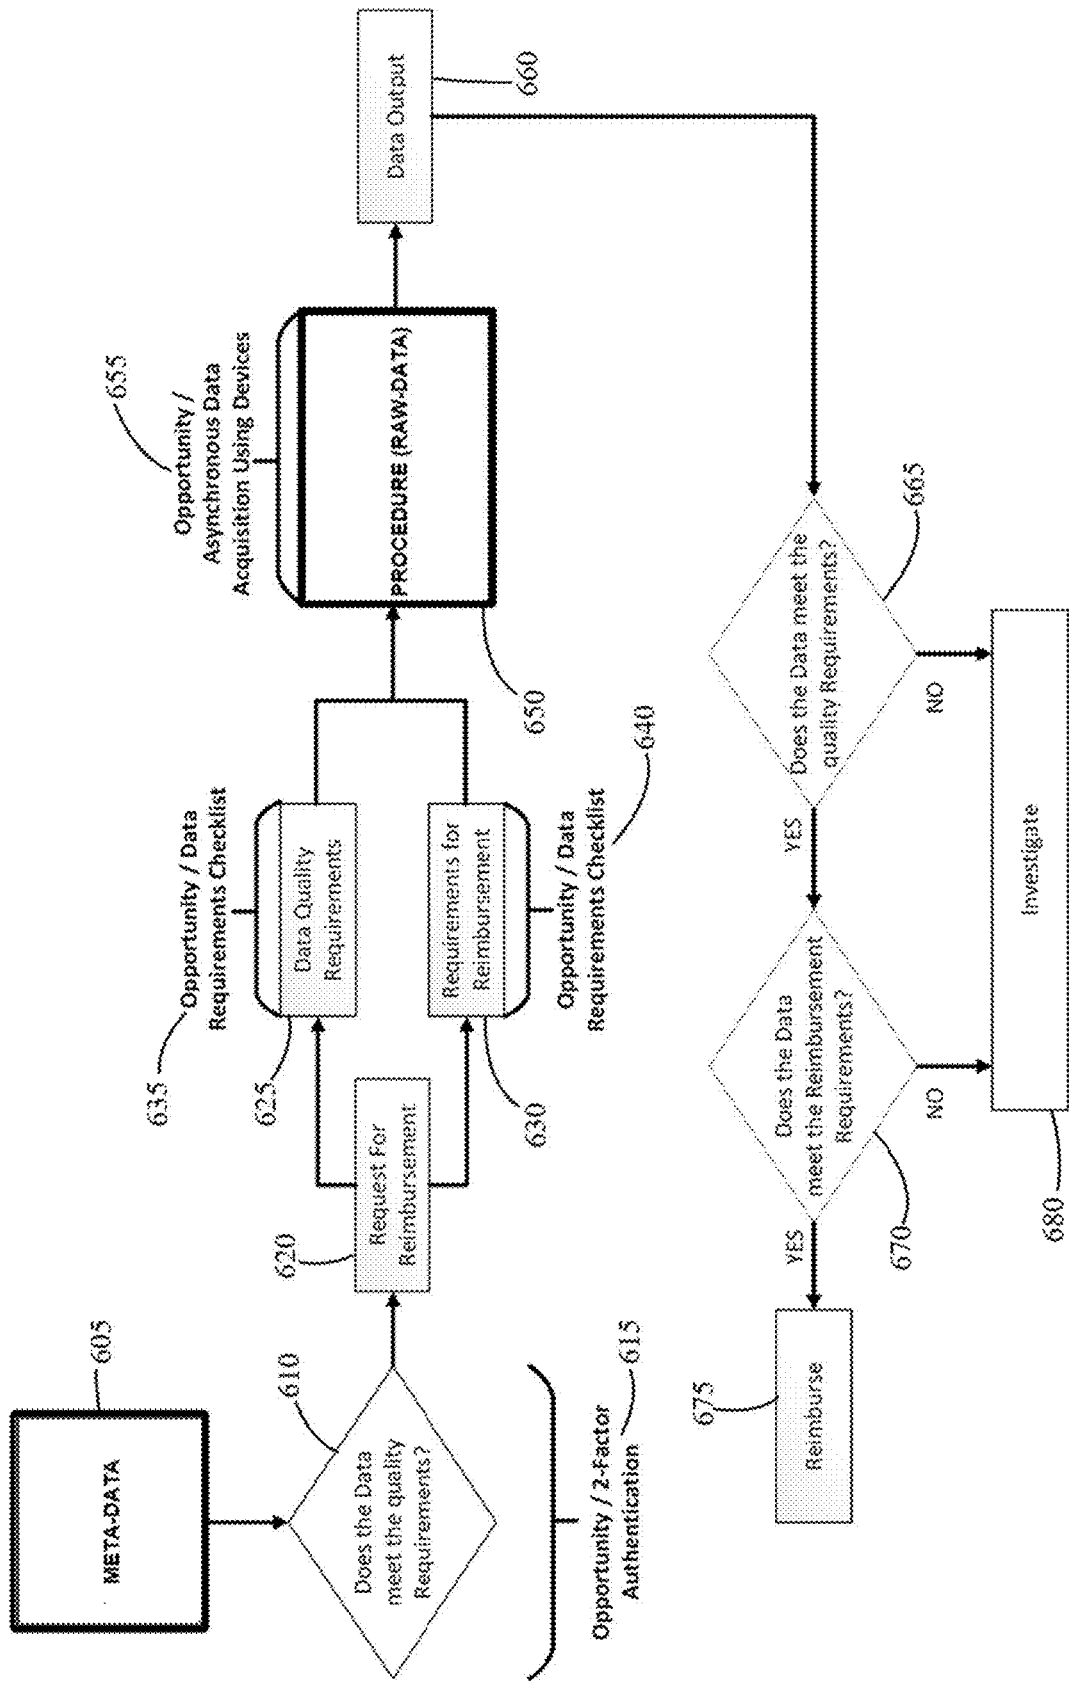 META-DATA
605
Does the Data
meet the quality
Requirements?
610
Opportunity / 2-Factor
Authentication
615
Request For
Reimbursement
620
635
Opportunity / Data
Requirements Checklist
Data Quality
Requirements
625
Requirements for
Reimbursement
630
Opportunity / Data
Requirements Checklist
640
655
Opportunity /
Asynchronous Data
Acquisition Using Devices
PROCEDURE (RAW-DATA)
650
Data Output
660
Does the Data meet the
quality Requirements?
665
YES
NO
Does the Data
meet the Reimbursement
Requirements?
670
YES
NO
Reimburse
675
Investigate
680